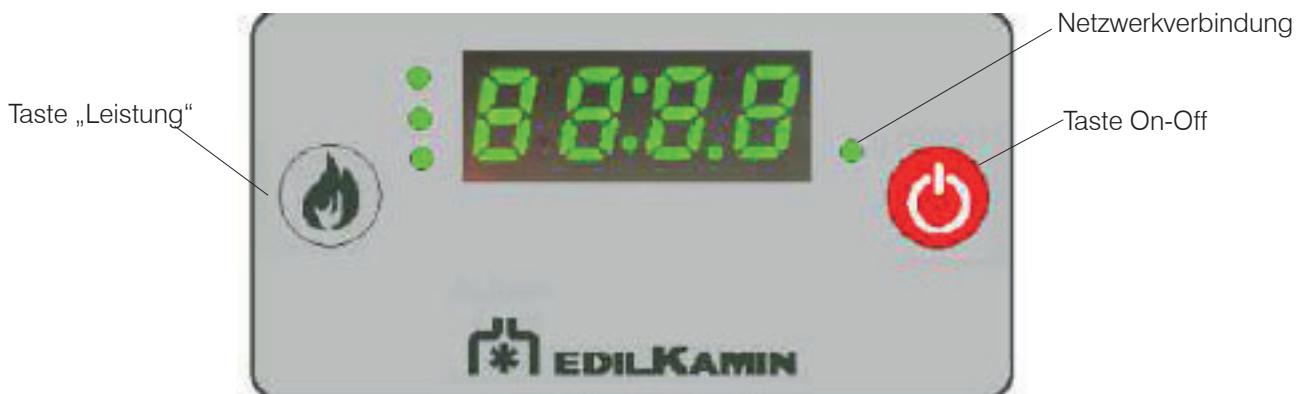 Netzwerkverbindung
88:8.8
Taste „Leistung“
Taste On-Off
EDILKAMIN